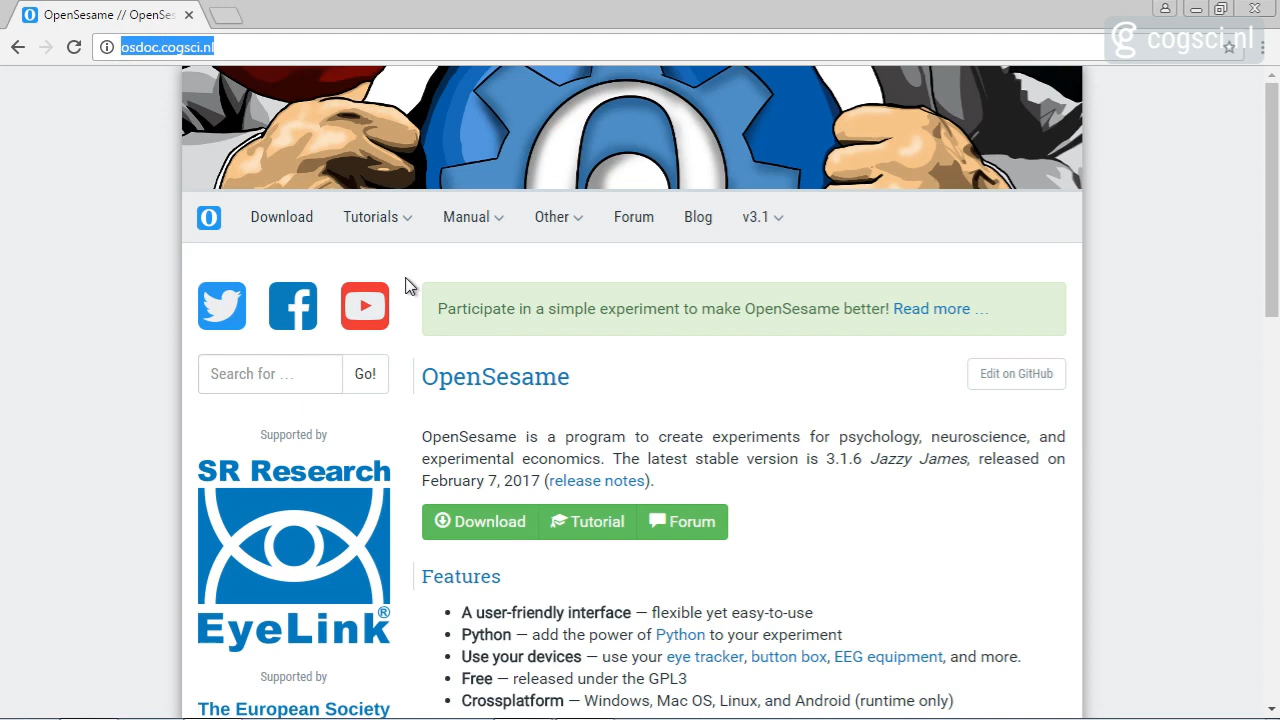 OpenSesame // OpenSes
osdoc.cogsci.nl
cogsci.nl
Download Tutorials Manual Other Forum Blog v3.1
Participate in a simple experiment to make OpenSesame better! Read more …
Search for … Go!
OpenSesame
Edit on GitHub
Supported by
SR Research
EyeLink®
Supported by
The European Society
OpenSesame is a program to create experiments for psychology, neuroscience, and
experimental economics. The latest stable version is 3.1.6 Jazzy James, released on
February 7, 2017 (release notes).
Download Tutorial Forum
Features
• A user-friendly interface — flexible yet easy-to-use
• Python — add the power of Python to your experiment
• Use your devices — use your eye tracker, button box, EEG equipment, and more.
• Free — released under the GPL3
• Crossplatform — Windows, Mac OS, Linux, and Android (runtime only)